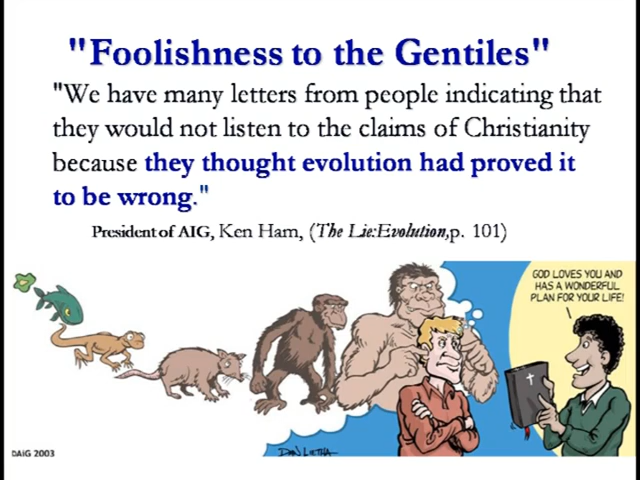 "Foolishness to the Gentiles"
"We have many letters from people indicating that
they would not listen to the claims of Christianity
because they thought evolution had proved it
to be wrong."
President of AIG, Ken Ham, (The Lie:Evolution,p. 101)
GOD LOVES YOU AND
HAS A WONDERFUL
PLAN FOR YOUR LIFE!
DAN LIETHA
DAiG 2003